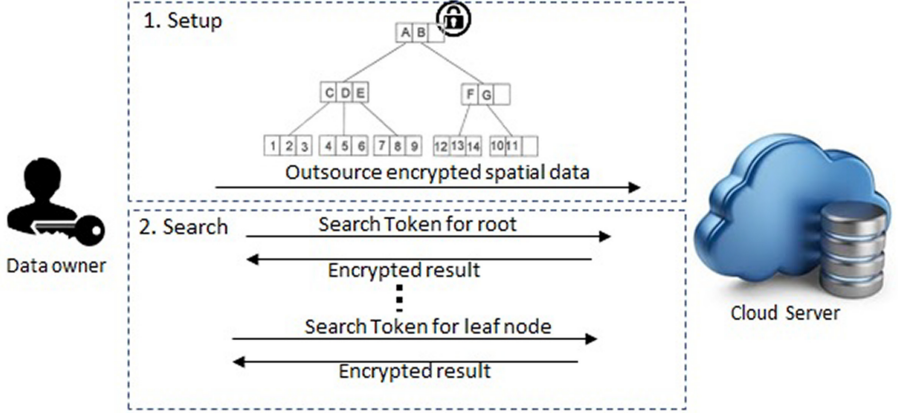 1. Setup
A B
C D E
F G
1 2 3 4 5 6 7 8 9 12 13 14 10 11
Outsource encrypted spatial data
Data owner
2. Search
Search Token for root
Encrypted result
Search Token for leaf node
Encrypted result
Cloud Server